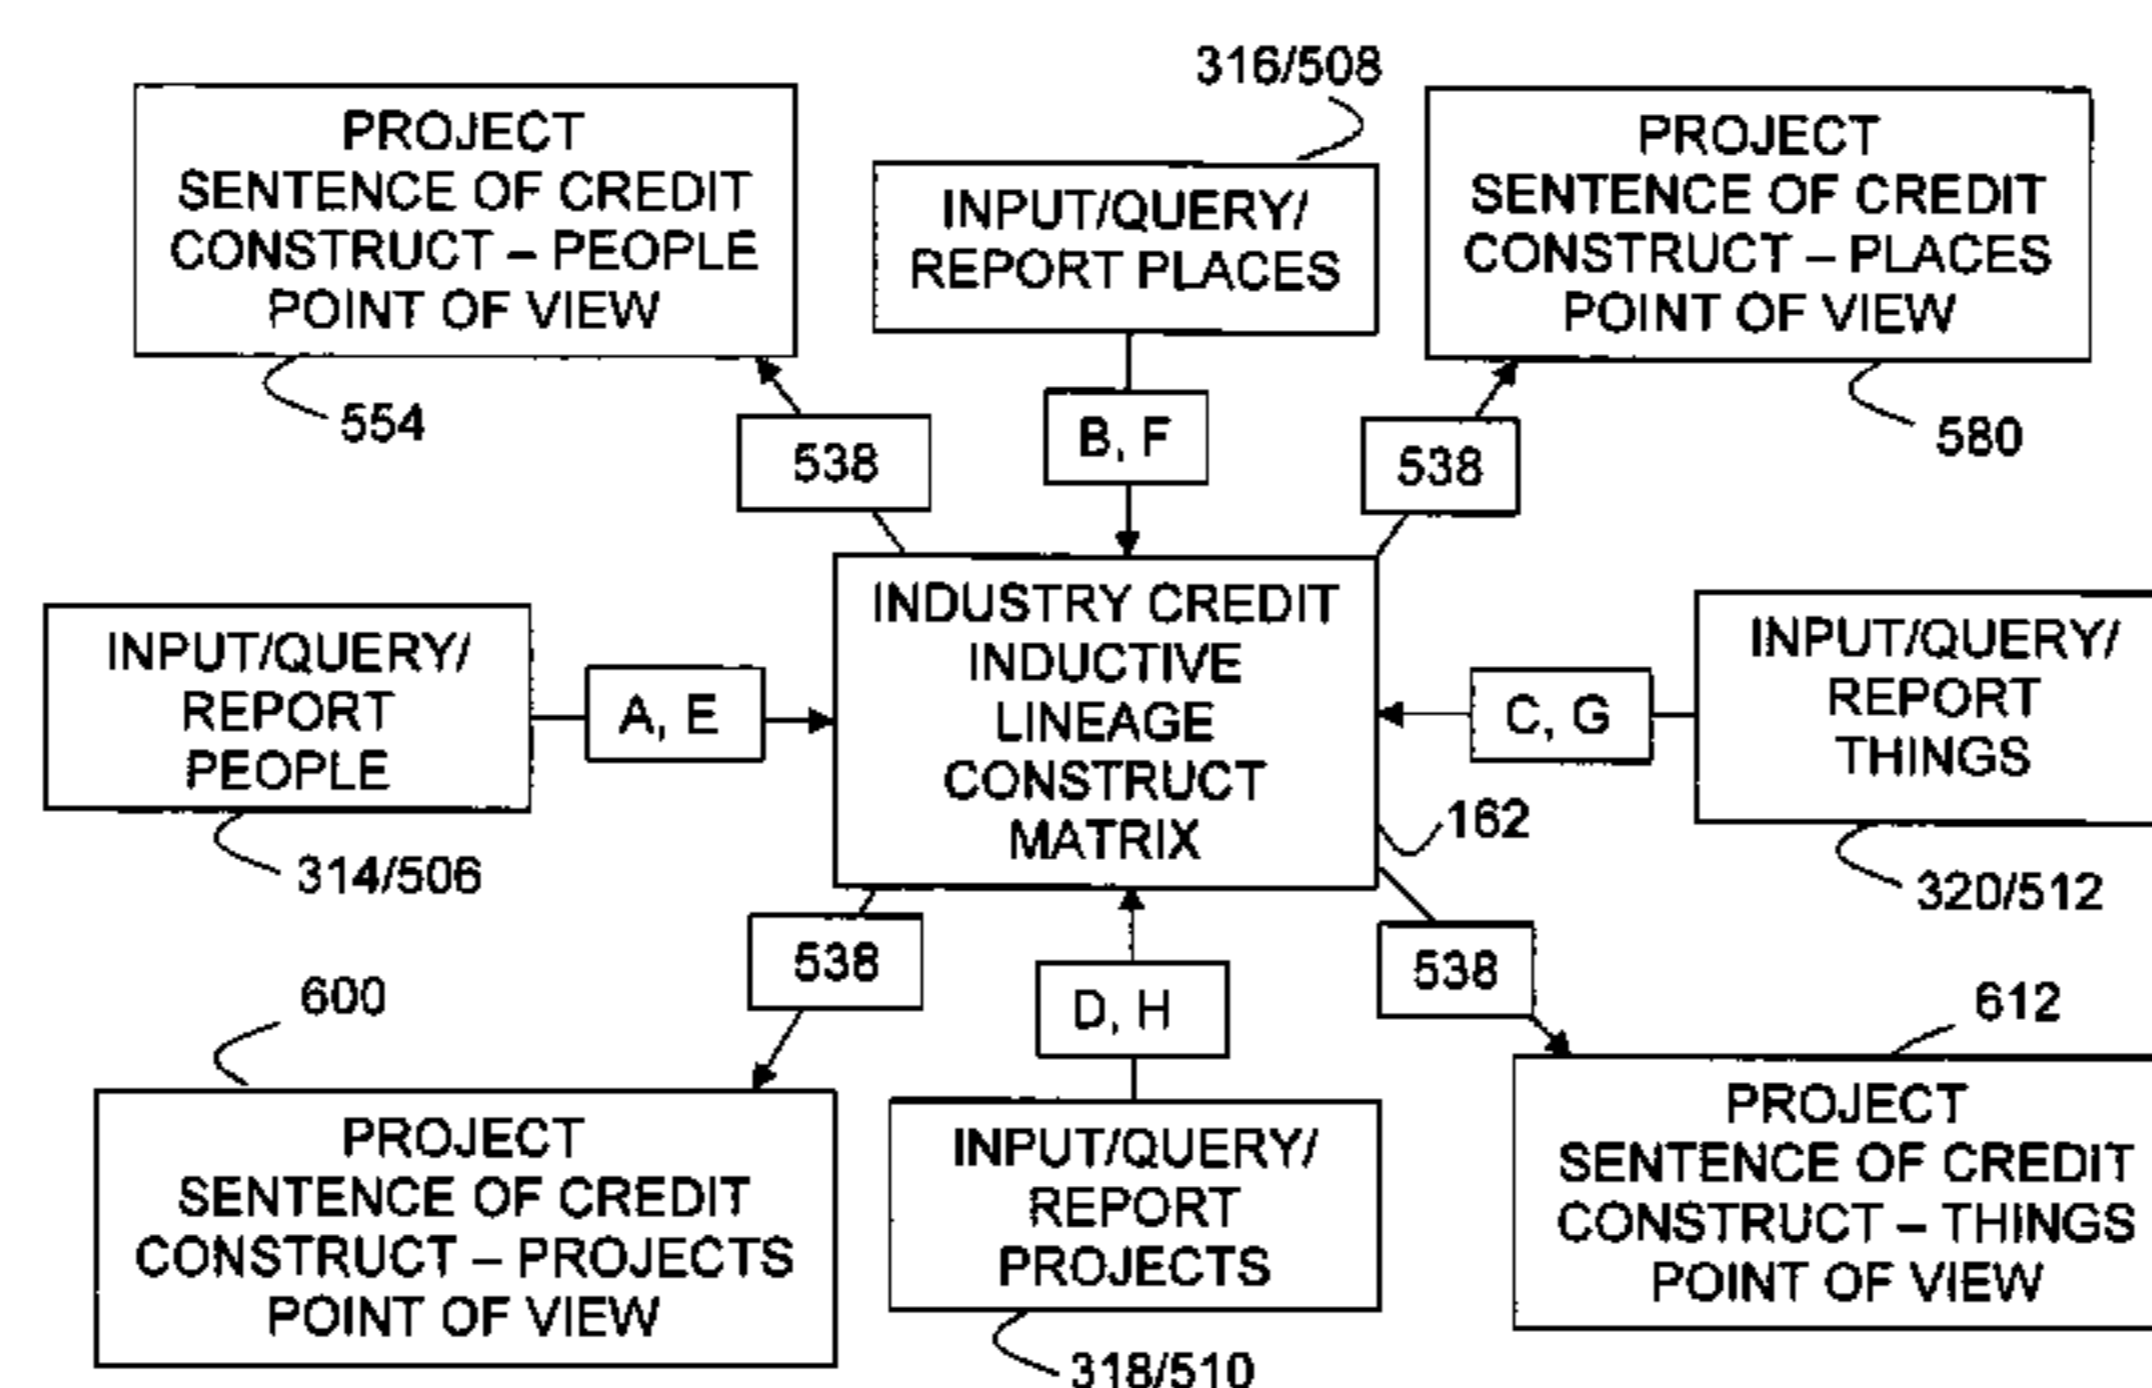 316/508
PROJECT
SENTENCE OF CREDIT
CONSTRUCT – PEOPLE
POINT OF VIEW
554
INPUT/QUERY/
REPORT PLACES
PROJECT
SENTENCE OF CREDIT
CONSTRUCT – PLACES
POINT OF VIEW
580
538
B, F
538
INPUT/QUERY/
REPORT
PEOPLE
314/506
A, E
INDUSTRY CREDIT
INDUCTIVE
LINEAGE
CONSTRUCT
MATRIX
162
C, G
INPUT/QUERY/
REPORT
THINGS
320/512
538
D, H
538
600
PROJECT
SENTENCE OF CREDIT
CONSTRUCT – PROJECTS
POINT OF VIEW
INPUT/QUERY/
REPORT
PROJECTS
318/510
612
PROJECT
SENTENCE OF CREDIT
CONSTRUCT – THINGS
POINT OF VIEW